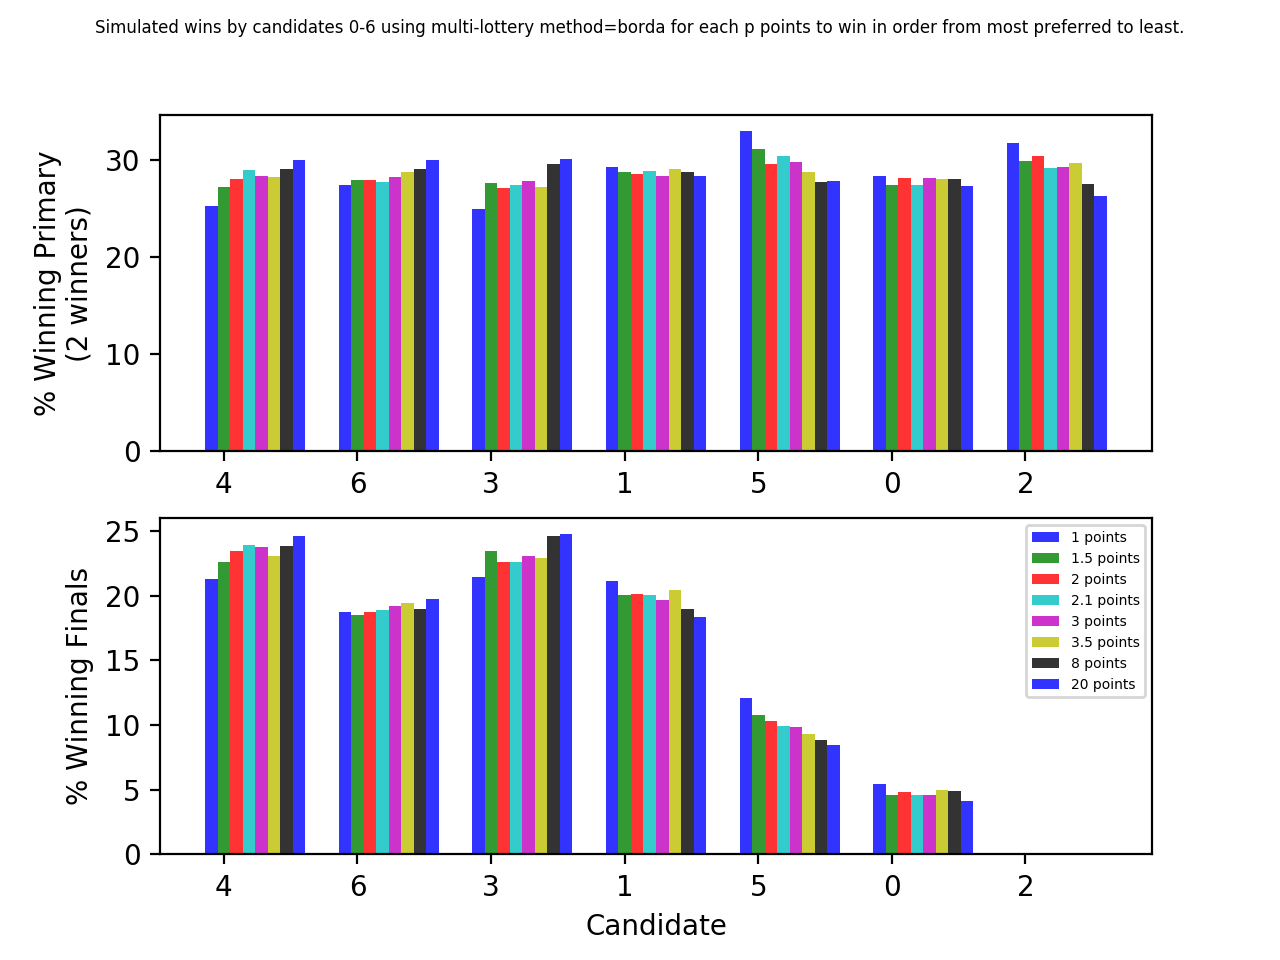 Simulated wins by candidates 0-6 using multi-lottery method=borda for each p points to win in order from most preferred to least.
% Winning Primary
(2 winners)
30
20
10
0
4 6 3 1 5 0 2
% Winning Finals
25
20
15
10
5
0
1 points
1.5 points
2 points
2.1 points
3 points
3.5 points
8 points
20 points
4 6 3 1 5 0 2
Candidate